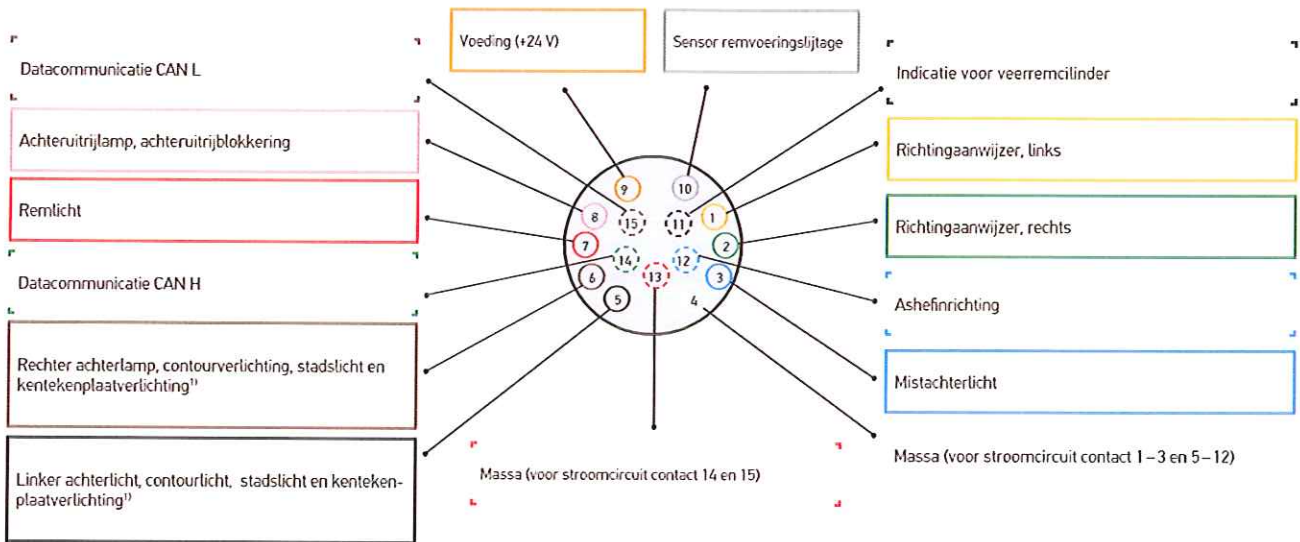 Voeding (+24 V)
Sensor remvoeringslijtage
Datacommunicatie CAN L
Achteruitrijlamp, achteruitrijblokkering
Remlicht
Datacommunicatie CAN H
Rechter achterlamp, contourverlichting, stadslicht en
kentekenplaatverlichting¹⁾
Linker achterlicht, contourlicht, stadslicht en kenteken-
plaatverlichting¹⁾
9
10
8
15
11
1
7
2
14
12
6
13
3
5
4
Massa (voor stroomcircuit contact 14 en 15)
Indicatie voor veerremcilinder
Richtingaanwijzer, links
Richtingaanwijzer, rechts
Ashefinrichting
Mistachterlicht
Massa (voor stroomcircuit contact 1–3 en 5–12)